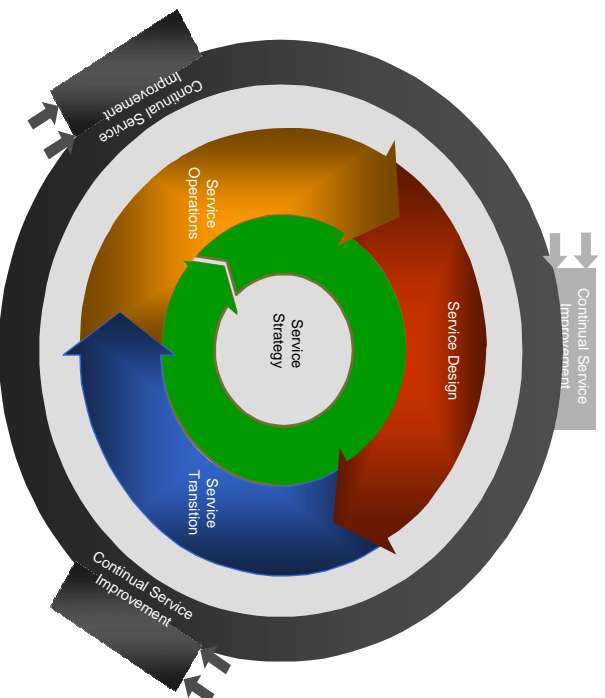 Continual Service
Improvement
Service Design
Service
Strategy
Service
Operations
Service
Transition
Continual Service
Improvement
Continual Service
Improvement